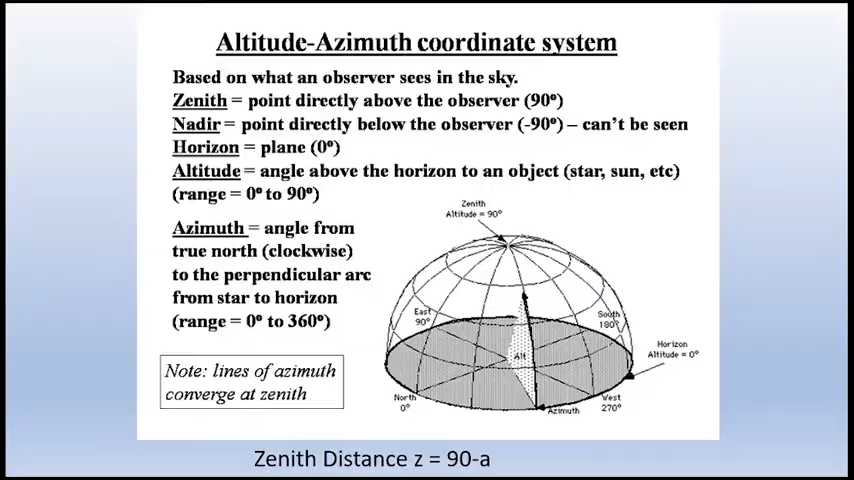 Altitude-Azimuth coordinate system
Based on what an observer sees in the sky.
Zenith = point directly above the observer (90º)
Nadir = point directly below the observer (-90º) – can't be seen
Horizon = plane (0º)
Altitude = angle above the horizon to an object (star, sun, etc)
(range = 0º to 90º)
Azimuth = angle from
true north (clockwise)
to the perpendicular arc
from star to horizon
(range = 0º to 360º)
Note: lines of azimuth
converge at zenith
Zenith
Altitude = 90°
East
90°
South
180°
Alt
Horizon
Altitude = 0°
North
0°
Azimuth
West
270°
Zenith Distance z = 90-a